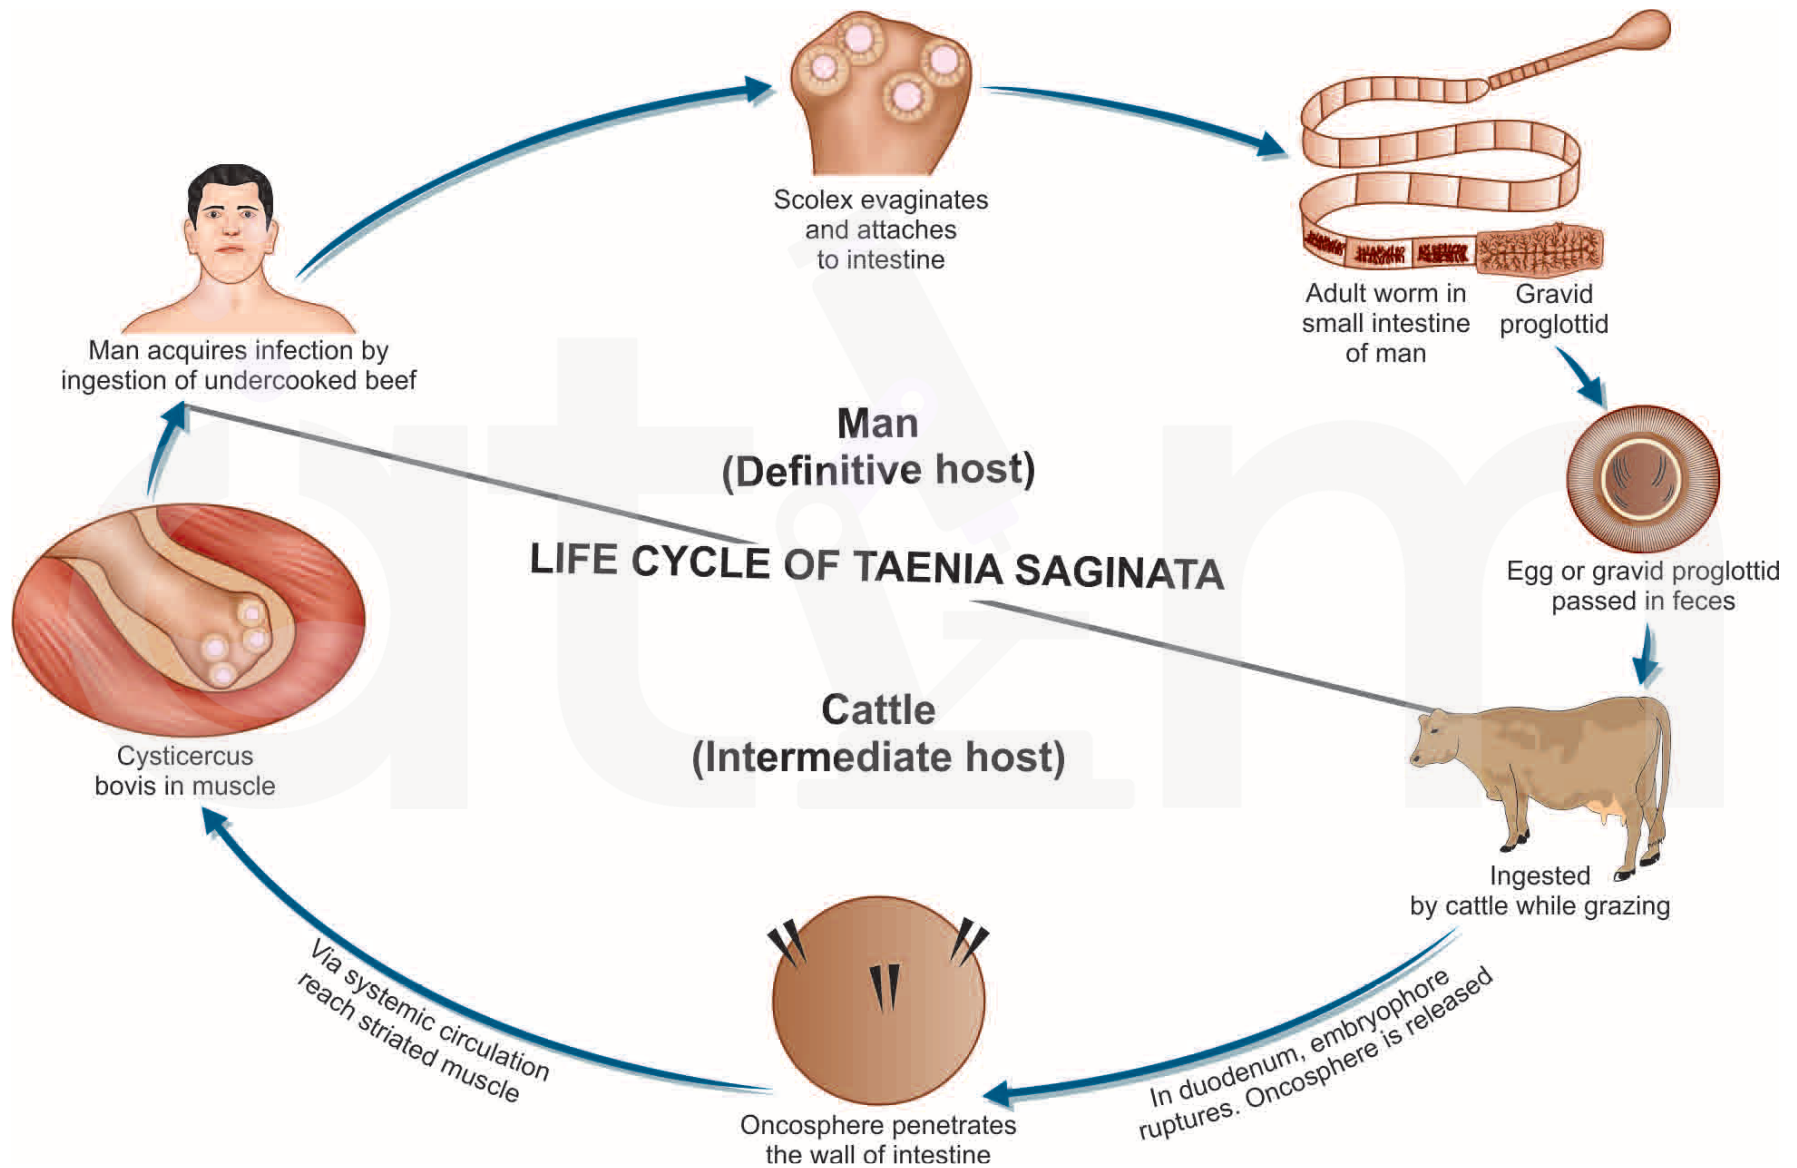 Scolex evaginates
and attaches
to intestine
Adult worm in
small intestine
of man
Gravid
proglottid
Man acquires infection by
ingestion of undercooked beef
Man
(Definitive host)
LIFE CYCLE OF TAENIA SAGINATA
Egg or gravid proglottid
passed in feces
Cattle
(Intermediate host)
Cysticercus
bovis in muscle
Ingested
by cattle while grazing
In duodenum, embryophore
ruptures. Oncosphere is released
Via systemic circulation
reach striated muscle
Oncosphere penetrates
the wall of intestine